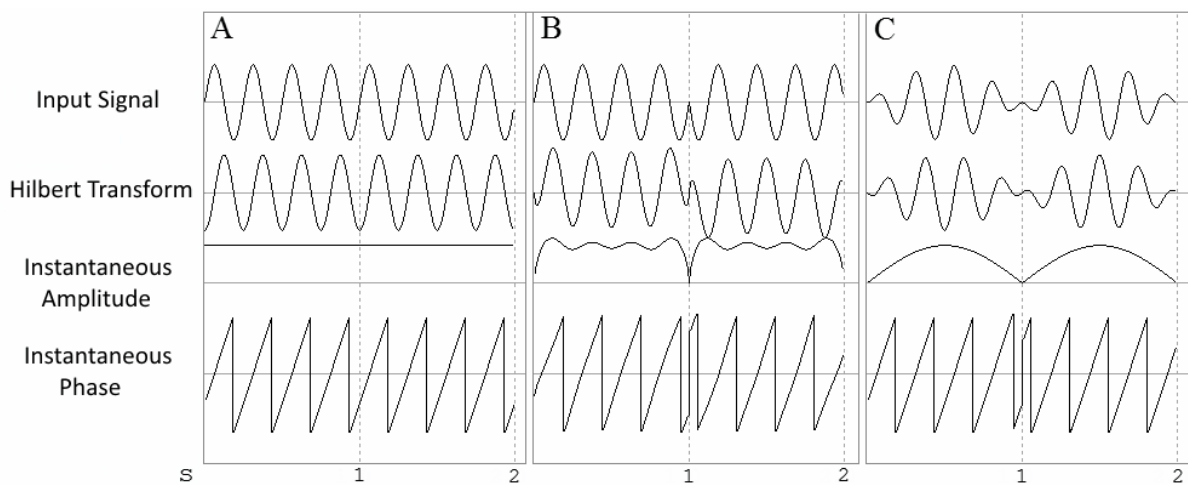 A B C
Input Signal
Hilbert Transform
Instantaneous
Amplitude
Instantaneous
Phase
S 1 2 1 2 1 2